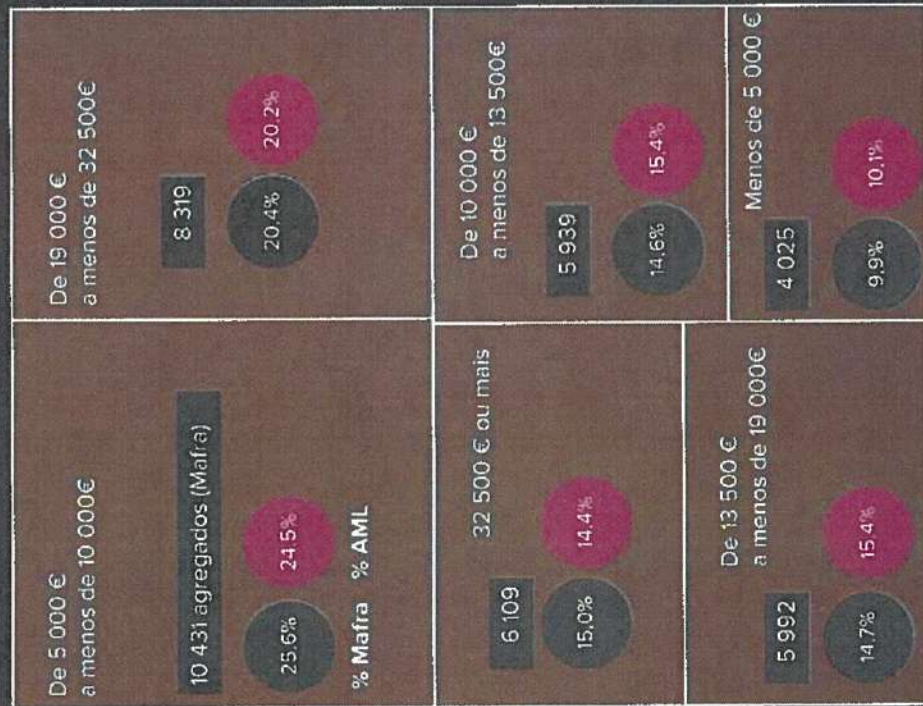 De 5 000 €
a menos de 10 000€
10 431 agregados (Mafra)
25.6%
24.5%
% Mafra
% AML
De 19 000 €
a menos de 32 500€
8 319
20.4%
20.2%
32 500 € ou mais
6 109
15.0%
14.4%
De 13 500 €
a menos de 19 000€
5 992
14.7%
15.4%
De 10 000 €
a menos de 13 500€
5 939
14.6%
15.4%
Menos de 5 000 €
4 025
9.9%
10.1%